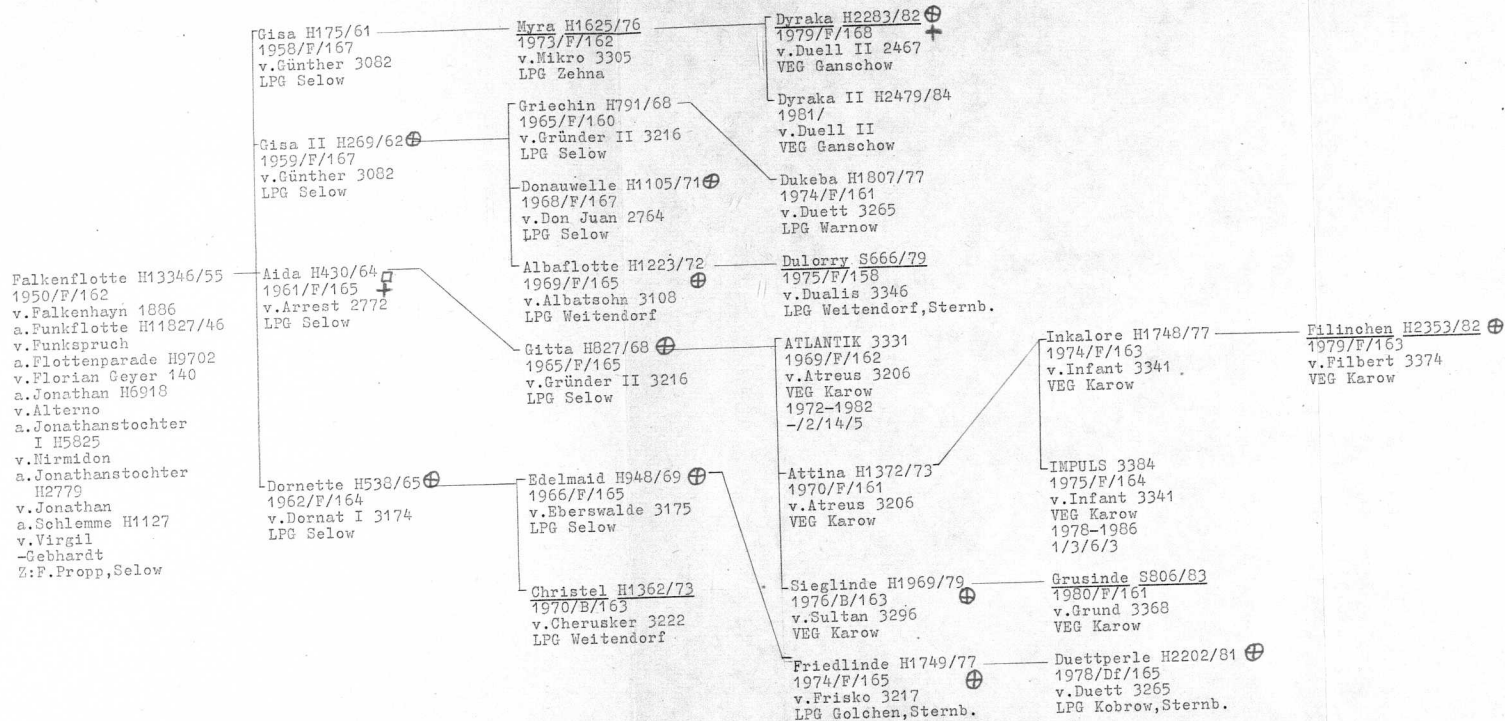 Falkenflotte H13346/55
1950/F/162
v.Falkenhayn 1886
a.Funkflotte H11827/46
v.Funkspruch
a.Flottenparade H9702
v.Florian Geyer 140
a.Jonathan H6918
v.Alterno
a.Jonathanstochter
I H5825
v.Nirmidon
a.Jonathanstochter
H2779
v.Jonathan
a.Schlemme H1127
v.Virgil
-Gebhardt
Z:F.Propp,Selow
Gisa H175/61
1958/F/167
v.Günther 3082
LPG Selow
Gisa II H269/62
1959/F/167
v.Günther 3082
LPG Selow
Aida H430/64
1961/F/165
v.Arrest 2772
LPG Selow
Dornette H538/65
1962/F/164
v.Dornat I 3174
LPG Selow
Myra H1625/76
1973/F/162
v.Mikro 3305
LPG Zehna
Griechin H791/68
1965/F/160
v.Gründer II 3216
LPG Selow
Donauwelle H1105/71
1968/F/167
v.Don Juan 2764
LPG Selow
Albaflotte H1223/72
1969/F/165
v.Albatsohn 3108
LPG Weitendorf
Gitta H827/68
1965/F/165
v.Gründer II 3216
LPG Selow
Edelmaid H948/69
1966/F/165
v.Eberswalde 3175
LPG Selow
Christel H1362/73
1970/B/163
v.Cherusker 3222
LPG Weitendorf
Dyraka H2283/82
1979/F/168
v.Duell II 2467
VEG Ganschow
Dyraka II H2479/84
1981/
v.Duell II
VEG Ganschow
Dukeba H1807/77
1974/F/161
v.Duett 3265
LPG Warnow
Dulorry S666/79
1975/F/158
v.Dualis 3346
LPG Weitendorf,Sternb.
ATLANTIK 3331
1969/F/162
v.Atreus 3206
VEG Karow
1972-1982
-/2/14/5
Attina H1372/73
1970/F/161
v.Atreus 3206
VEG Karow
Sieglinde H1969/79
1976/B/163
v.Sultan 3296
VEG Karow
Friedlinde H1749/77
1974/F/165
v.Frisko 3217
LPG Golchen,Sternb.
Inkalore H1748/77
1974/F/163
v.Infant 3341
VEG Karow
IMPULS 3384
1975/F/164
v.Infant 3341
VEG Karow
1978-1986
1/3/6/3
Grusinde S806/83
1980/F/161
v.Grund 3368
VEG Karow
Duettperle H2202/81
1978/Df/165
v.Duett 3265
LPG Kobrow,Sternb.
Filinchen H2353/82
1979/F/163
v.Filbert 3374
VEG Karow